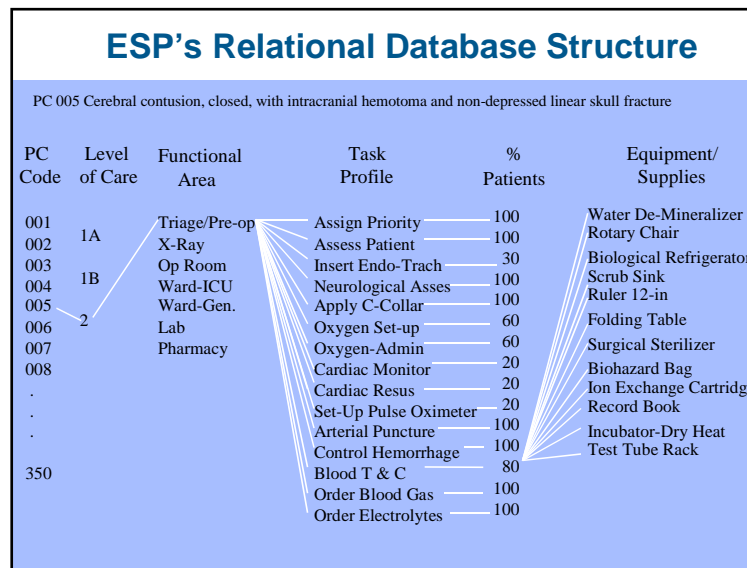 ESP's Relational Database Structure
PC 005 Cerebral contusion, closed, with intracranial hemotoma and non-depressed linear skull fracture
PC Code
Level of Care
Functional Area
Task Profile
% Patients
Equipment/ Supplies
001
002
003
004
005
006
007
008
.
.
.
350
1A
1B
2
Triage/Pre-op
X-Ray
Op Room
Ward-ICU
Ward-Gen.
Lab
Pharmacy
Assign Priority
Assess Patient
Insert Endo-Trach
Neurological Asses
Apply C-Collar
Oxygen Set-up
Oxygen-Admin
Cardiac Monitor
Cardiac Resus
Set-Up Pulse Oximeter
Arterial Puncture
Control Hemorrhage
Blood T & C
Order Blood Gas
Order Electrolytes
100
100
30
100
100
60
60
20
20
20
100
100
80
100
100
Water De-Mineralizer
Rotary Chair
Biological Refrigerator
Scrub Sink
Ruler 12-in
Folding Table
Surgical Sterilizer
Biohazard Bag
Ion Exchange Cartridg
Record Book
Incubator-Dry Heat
Test Tube Rack